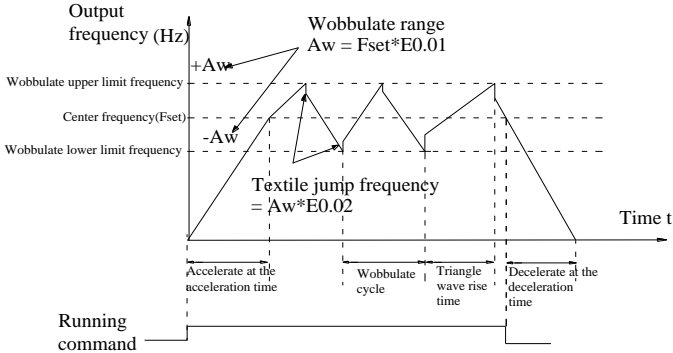 Output
frequency (Hz)
Wobbulate range
Aw = Fset*E0.01
+Aw
Wobbulate upper limit frequency
Center frequency(Fset)
-Aw
Wobbulate lower limit frequency
Textile jump frequency
= Aw*E0.02
Time t
Accelerate at the
acceleration time
Wobbulate
cycle
Triangle
wave rise
time
Decelerate at the
deceleration
time
Running
command